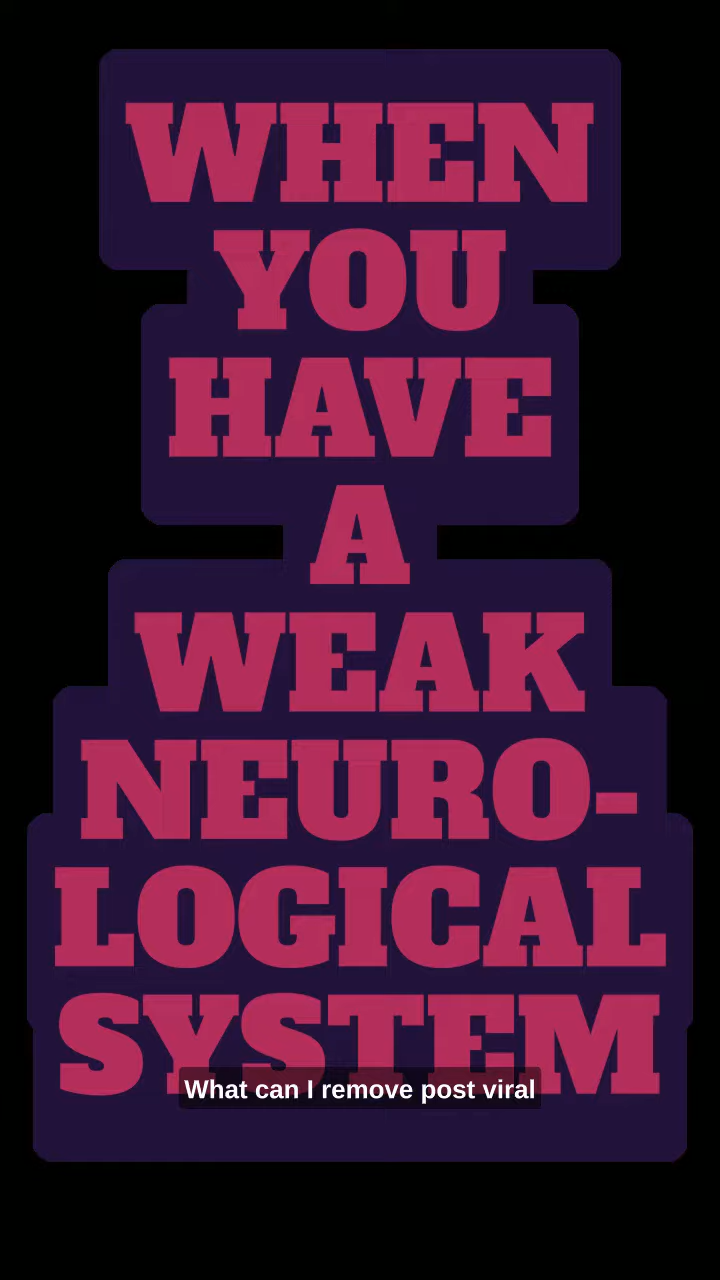 WHEN
YOU
HAVE
A
WEAK
NEURO-
LOGICAL
SYSTEM
What can I remove post viral